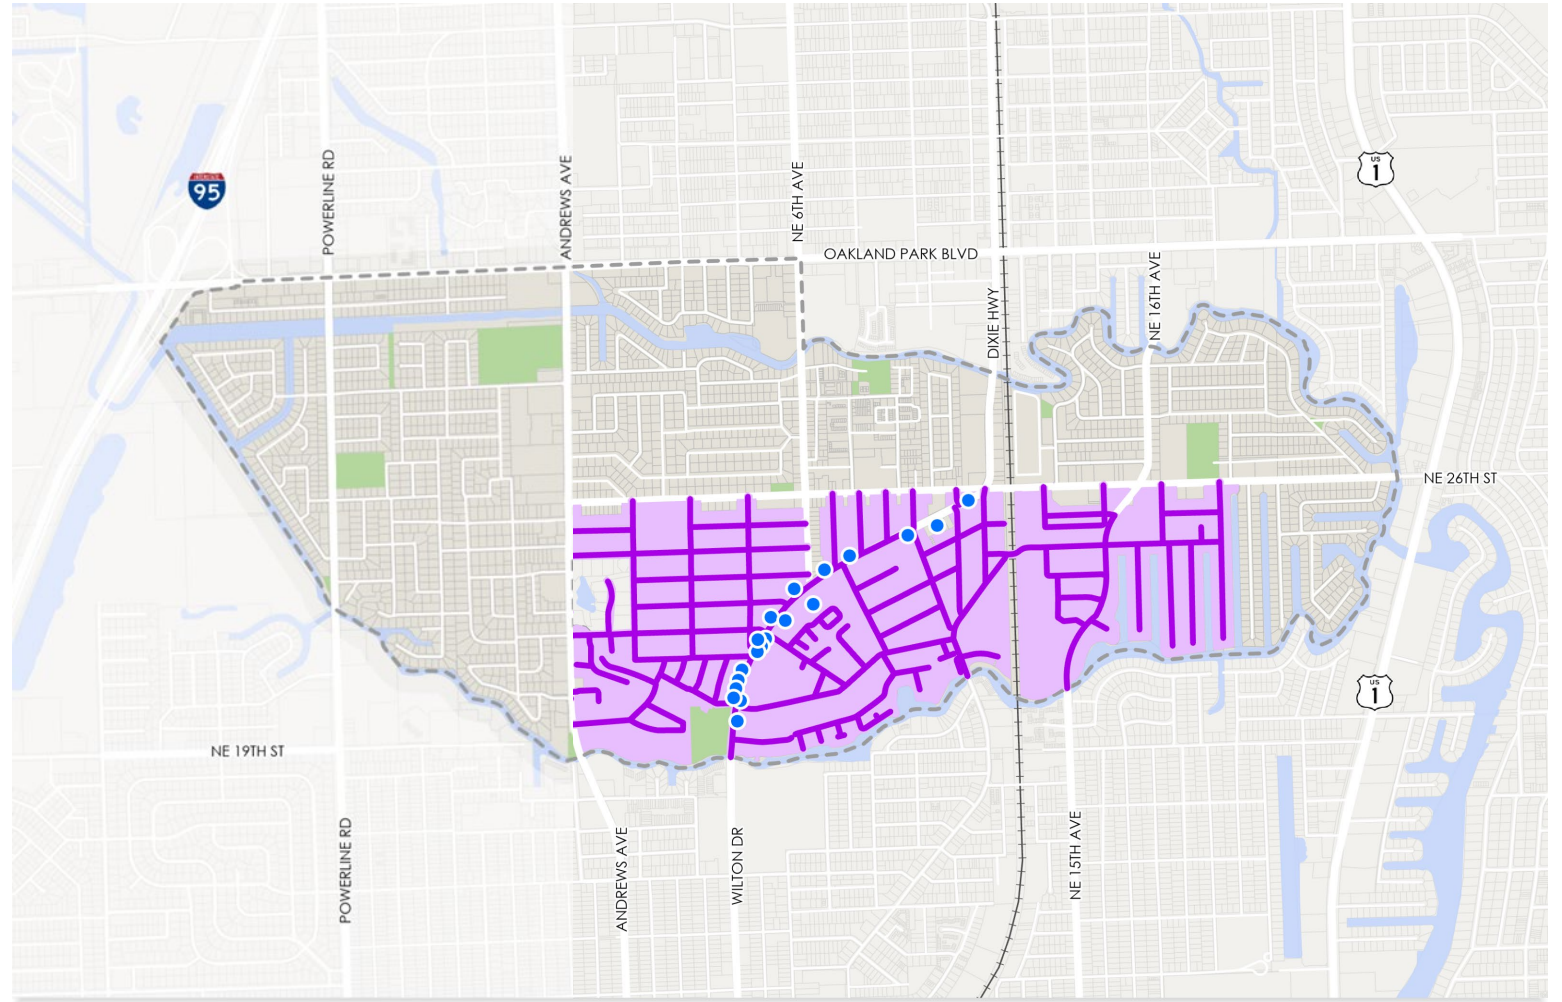 US
1
POWERLINE RD
ANDREWS AVE
NE 6TH AVE
INTERSTATE
95
OAKLAND PARK BLVD
NE 16TH AVE
DIXIE HWY
NE 26TH ST
US
1
NE 19TH ST
POWERLINE RD
ANDREWS AVE
WILTON DR
NE 15TH AVE